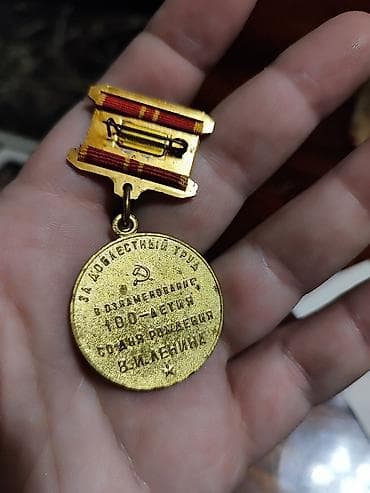 ЗА ДОБЛЕСТНЫЙ ТРУД
В ОЗНАМЕНОВАНИЕ
100-ЛЕТИЯ
СО ДНЯ РОЖДЕНИЯ
В.И.ЛЕНИНА